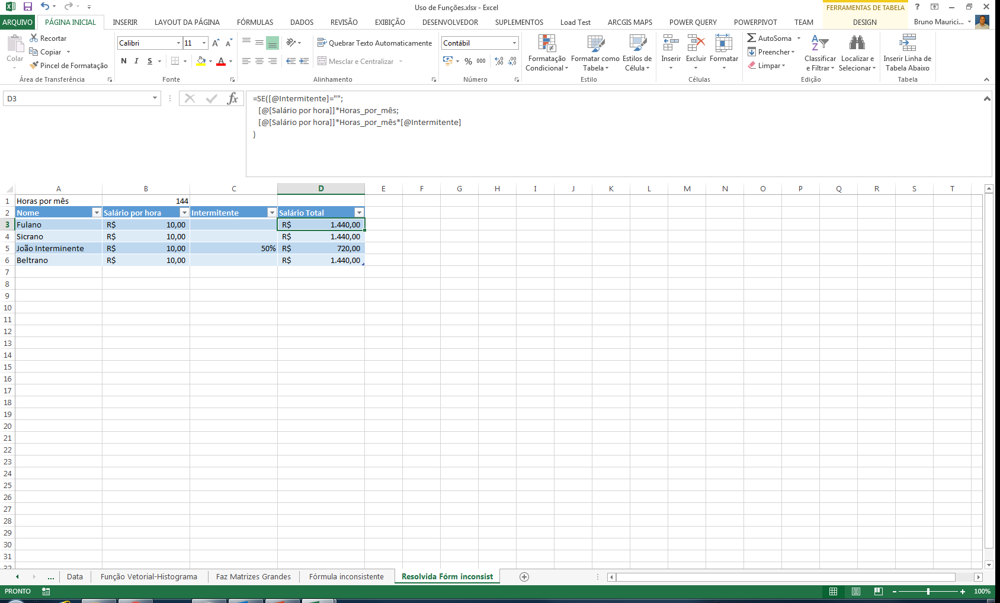 Uso de Funções.xlsx - Excel
FERRAMENTAS DE TABELA
?
ARQUIVO PÁGINA INICIAL INSERIR LAYOUT DA PÁGINA FÓRMULAS DADOS REVISÃO EXIBIÇÃO DESENVOLVEDOR SUPLEMENTOS Load Test ARCGIS MAPS POWER QUERY POWERPIVOT TEAM DESIGN Bruno Maurici...
Colar
Recortar
Copiar
Pincel de Formatação
Área de Transferência
Calibri 11 A A
N I S A
Fonte
Quebrar Texto Automaticamente
Mesclar e Centralizar
Alinhamento
Contábil
% 000 ,00 ,00
Número
Formatação Condicional
Formatar como Tabela
Estilos de Célula
Estilo
Inserir Excluir Formatar
Células
AutoSoma
Preencher
Limpar
Classificar e Filtrar
Localizar e Selecionar
Edição
Inserir Linha de Tabela Abaixo
Tabela
D3
fx
=SE([@Intermitente]="";
[@[Salário por hora]]*Horas_por_mês;
[@[Salário por hora]]*Horas_por_mês*[@Intermitente]
)
A B C D E F G H I J K L M N O P Q R S T
1 Horas por mês 144
2 Nome Salário por hora Intermitente Salário Total
3 Fulano R$ 10,00 R$ 1.440,00
4 Sicrano R$ 10,00 R$ 1.440,00
5 João Interminente R$ 10,00 50% R$ 720,00
6 Beltrano R$ 10,00 R$ 1.440,00
7
8
9
10
11
12
13
14
15
16
17
18
19
20
21
22
23
24
25
26
27
28
29
30
31
32
... Data Função Vetorial-Histograma Faz Matrizes Grandes Fórmula inconsistente Resolvida Fórm inconsist
PRONTO
100%